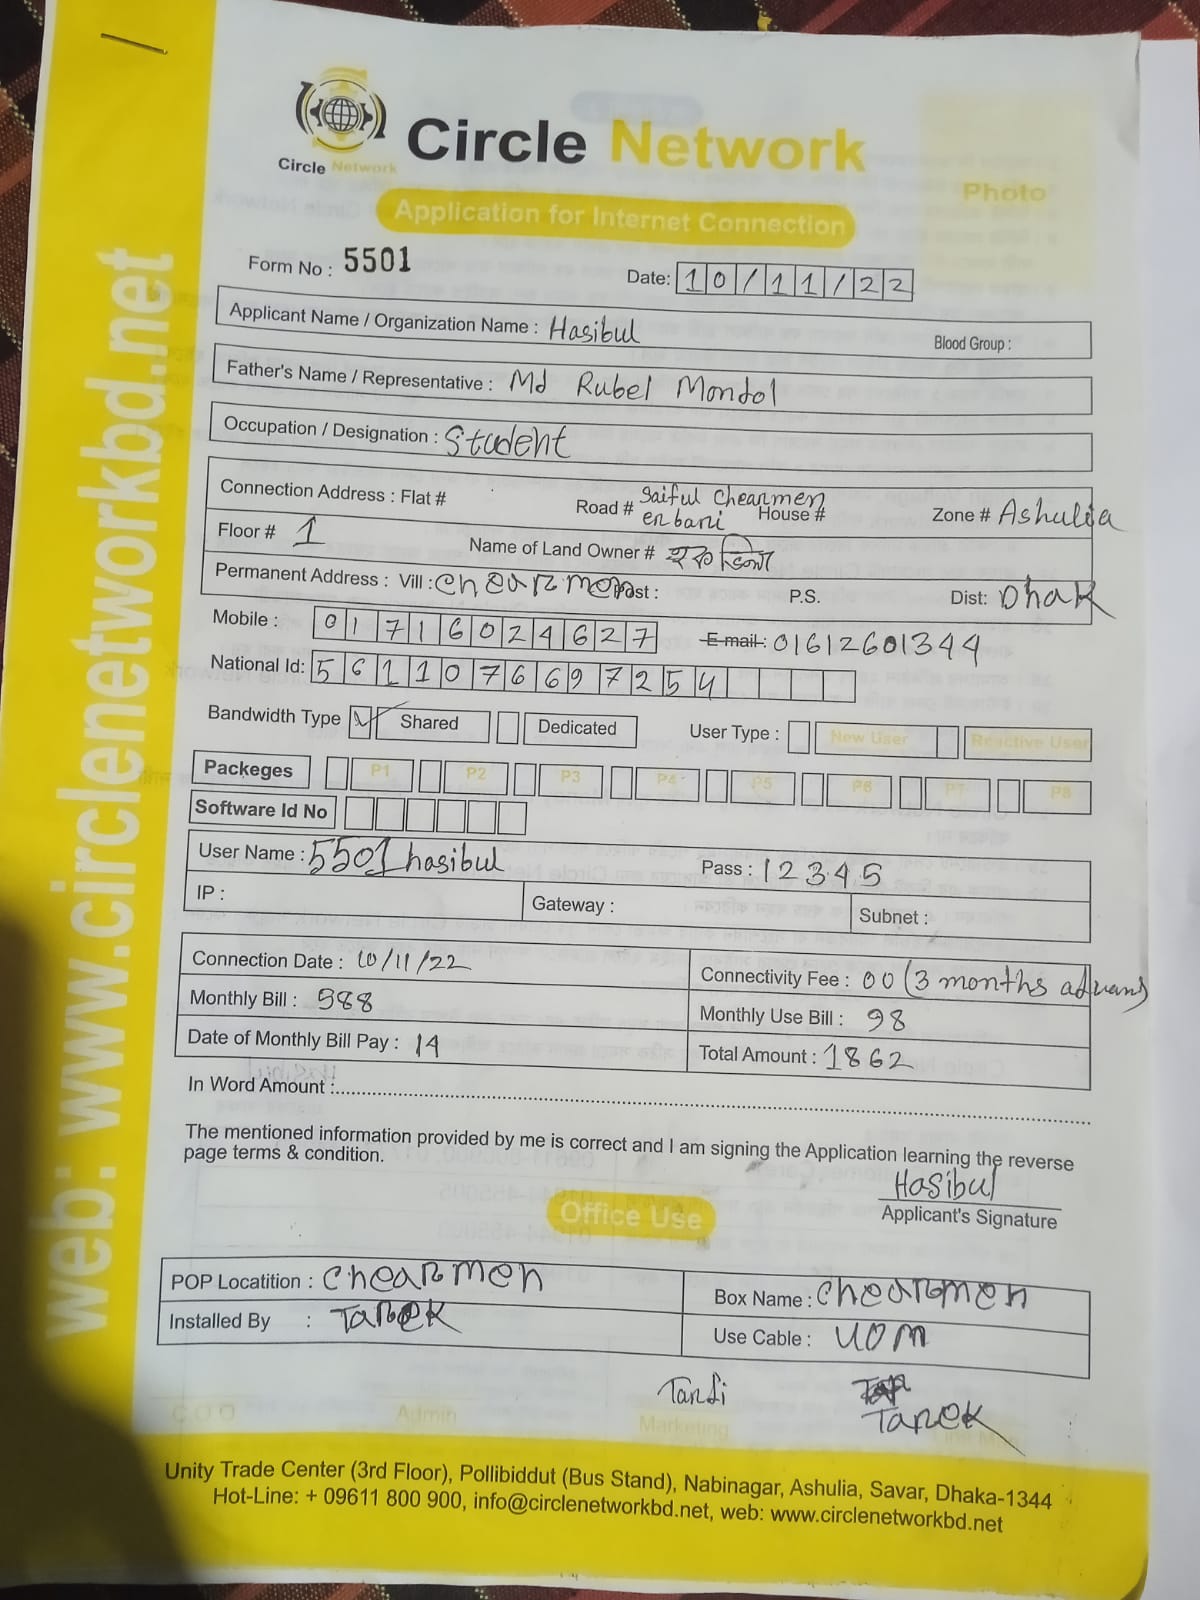 Circle Network
Circle Network
Photo
Application for Internet Connection
Form No : 5501
Date: 10/11/22
Applicant Name / Organization Name : Hasibul Blood Group :
Father's Name / Representative : Md Rubel Mondol
Occupation / Designation : Student
Connection Address : Flat # Road # Saiful Chearmen er bari House # Zone # Ashulia
Floor # 1 Name of Land Owner # হক ভিলা
Permanent Address : Vill : Chearmen Post : P.S. Dist: Dhak
Mobile : 01716024627 E-mail : 01612601344
National Id: 5611076697254
Bandwidth Type Shared Dedicated User Type : New User Reactive User
Packeges P1 P2 P3 P4 P5 P6 P7 P8
Software Id No
User Name : 5501hasibul Pass : 12345
IP : Gateway : Subnet :
Connection Date : 10/11/22 Connectivity Fee : 00 (3 months advans)
Monthly Bill : 588 Monthly Use Bill : 98
Date of Monthly Bill Pay : 14 Total Amount : 1862
In Word Amount :
The mentioned information provided by me is correct and I am signing the Application learning the reverse
page terms & condition.
Hasibul
Applicant's Signature
Office Use
POP Locatition : Chearmen Box Name : Chearmen
Installed By : Tarek Use Cable : UOM
Tarek
C.O.O Admin Marketing
Unity Trade Center (3rd Floor), Pollibiddut (Bus Stand), Nabinagar, Ashulia, Savar, Dhaka-1344
Hot-Line: + 09611 800 900, info@circlenetworkbd.net, web: www.circlenetworkbd.net
web: www.circlenetworkbd.net